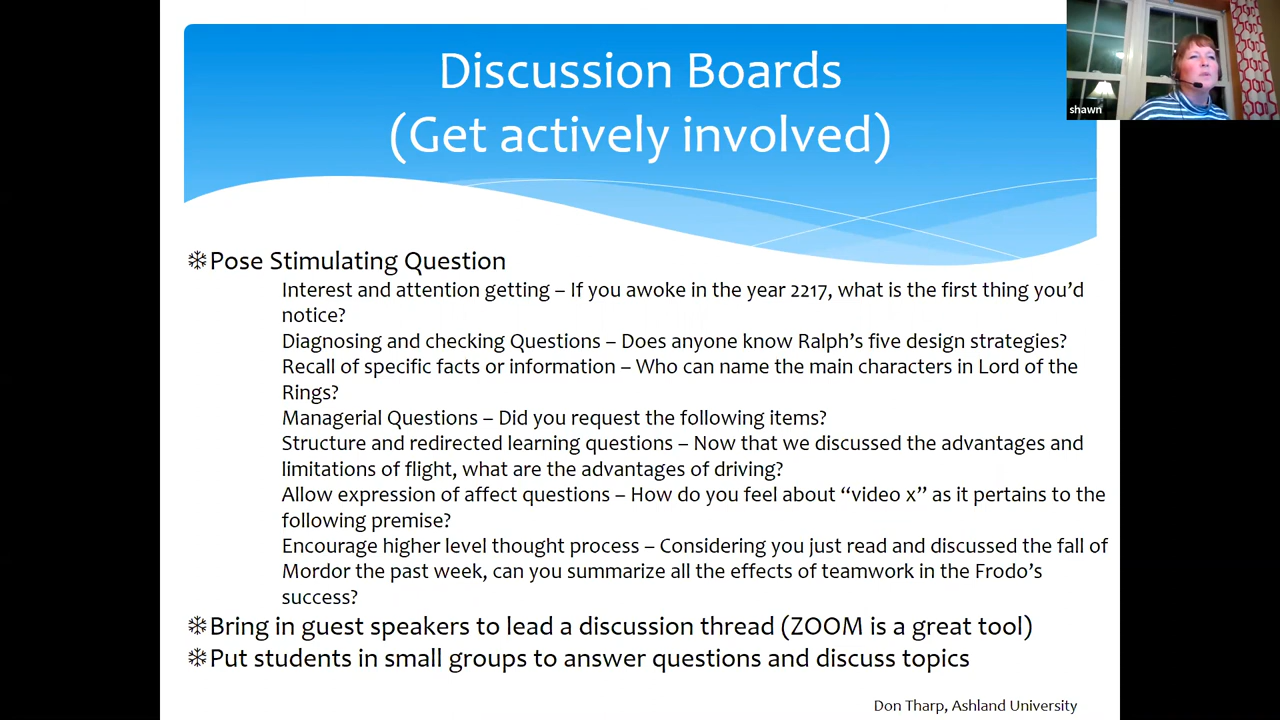 Discussion Boards
(Get actively involved)
shawn
❄Pose Stimulating Question
Interest and attention getting – If you awoke in the year 2217, what is the first thing you’d
notice?
Diagnosing and checking Questions – Does anyone know Ralph’s five design strategies?
Recall of specific facts or information – Who can name the main characters in Lord of the
Rings?
Managerial Questions – Did you request the following items?
Structure and redirected learning questions – Now that we discussed the advantages and
limitations of flight, what are the advantages of driving?
Allow expression of affect questions – How do you feel about “video x” as it pertains to the
following premise?
Encourage higher level thought process – Considering you just read and discussed the fall of
Mordor the past week, can you summarize all the effects of teamwork in the Frodo’s
success?
❄Bring in guest speakers to lead a discussion thread (ZOOM is a great tool)
❄Put students in small groups to answer questions and discuss topics
Don Tharp, Ashland University